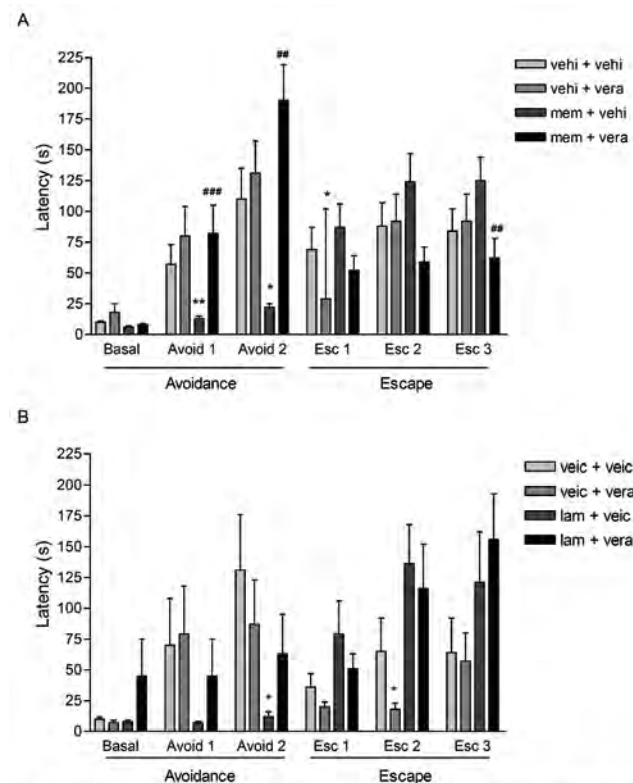 A
225
200
175
150
125
100
75
50
25
0
Latency (s)
##
###
**
*
*
##
vehi + vehi
vehi + vera
mem + vehi
mem + vera
Basal Avoid 1 Avoid 2 Esc 1 Esc 2 Esc 3
Avoidance Escape
B
225
200
175
150
125
100
75
50
25
0
Latency (s)
*
*
veic + veic
veic + vera
lam + veic
lam + vera
Basal Avoid 1 Avoid 2 Esc 1 Esc 2 Esc 3
Avoidance Escape